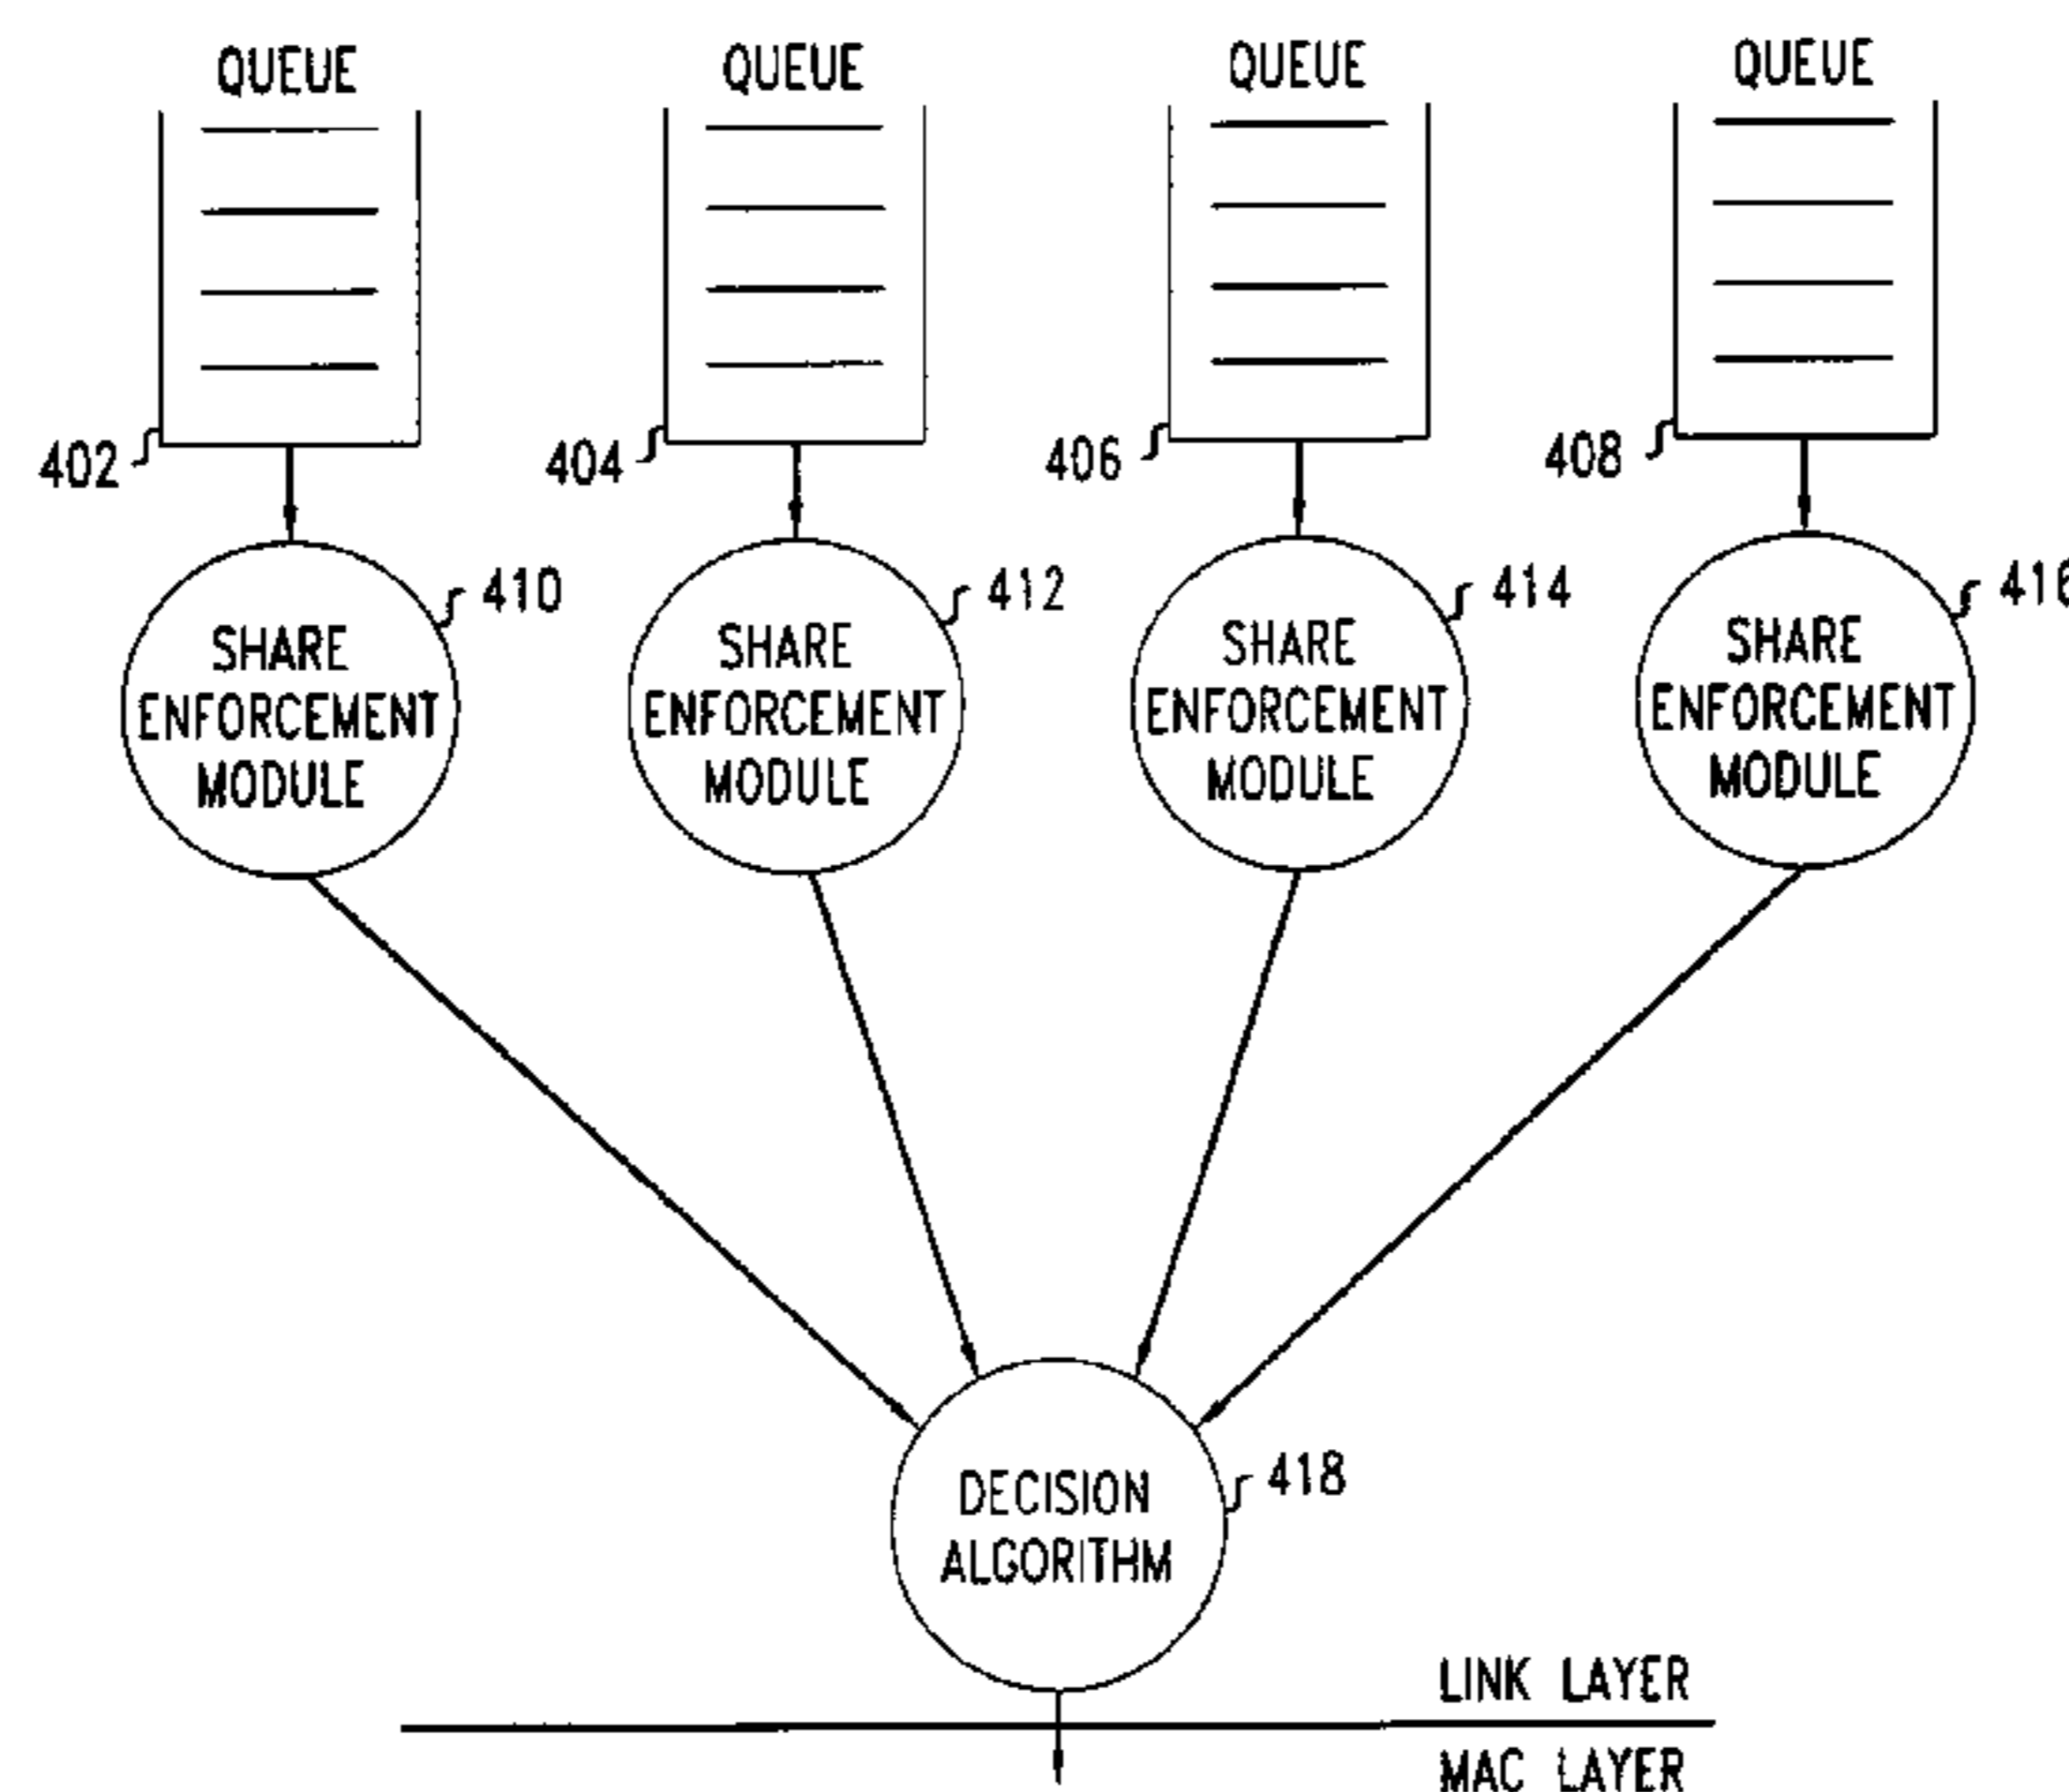 QUEUE QUEUE QUEUE QUEUE
402 404 406 408
410 412 414 416
SHARE ENFORCEMENT MODULE
SHARE ENFORCEMENT MODULE
SHARE ENFORCEMENT MODULE
SHARE ENFORCEMENT MODULE
418
DECISION
ALGORITHM
LINK LAYER
MAC LAYER